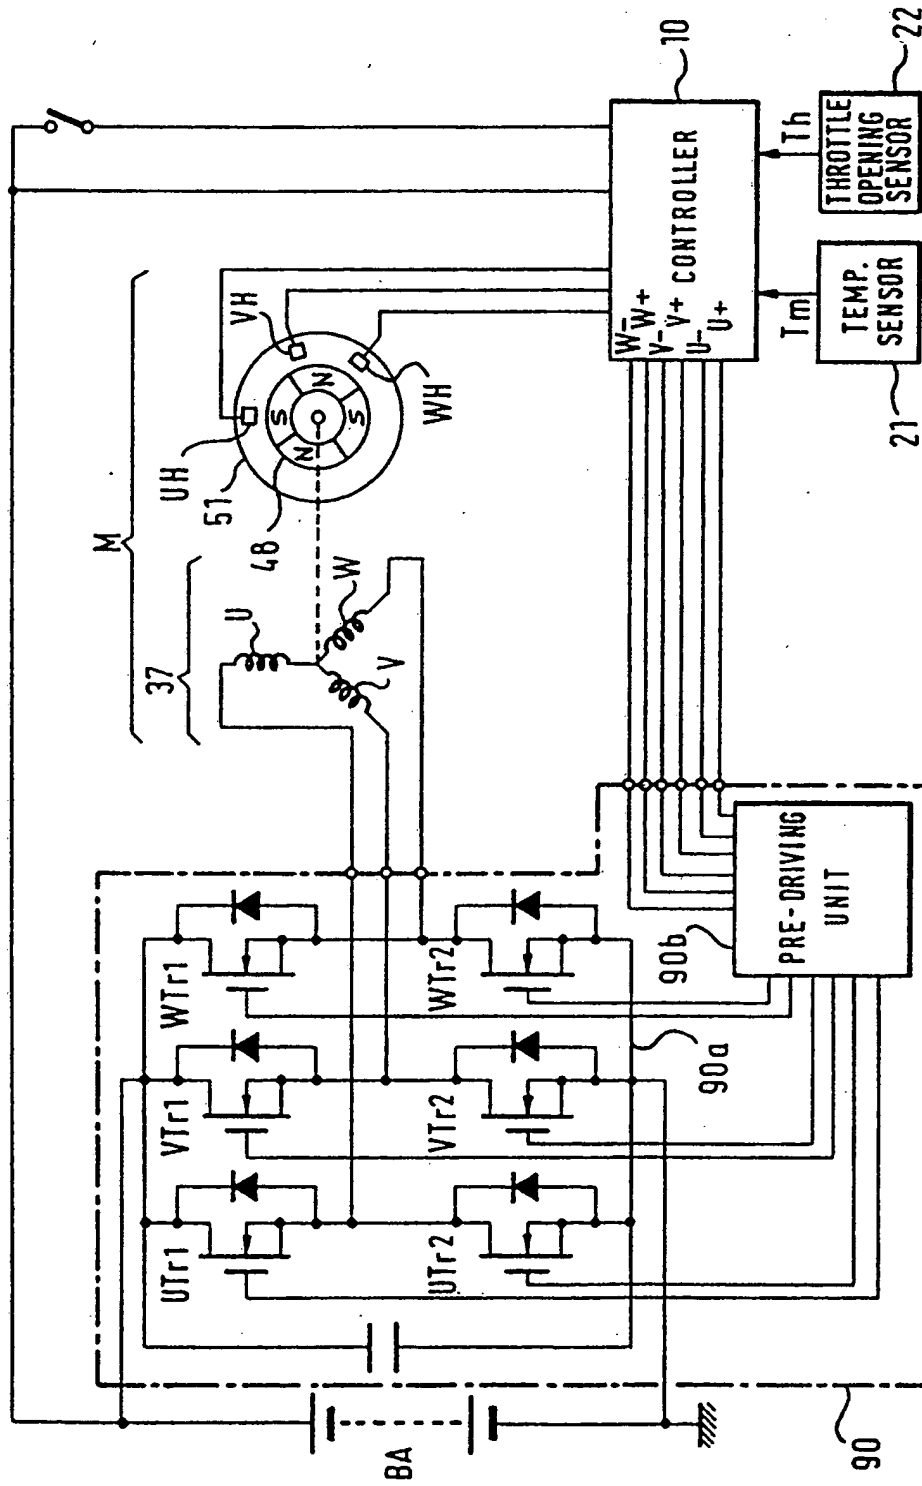 M
37
U
W
V
UH
51
48
VH
WH
S
N
S
N
UTr1
VTr1
WTr1
UTr2
VTr2
WTr2
BA
90
90a
90b
PRE-DRIVING
UNIT
W-
W+
V-
V+
U-
U+
CONTROLLER
10
Tm
Th
TEMP.
SENSOR
21
THROTTLE
OPENING
SENSOR
22